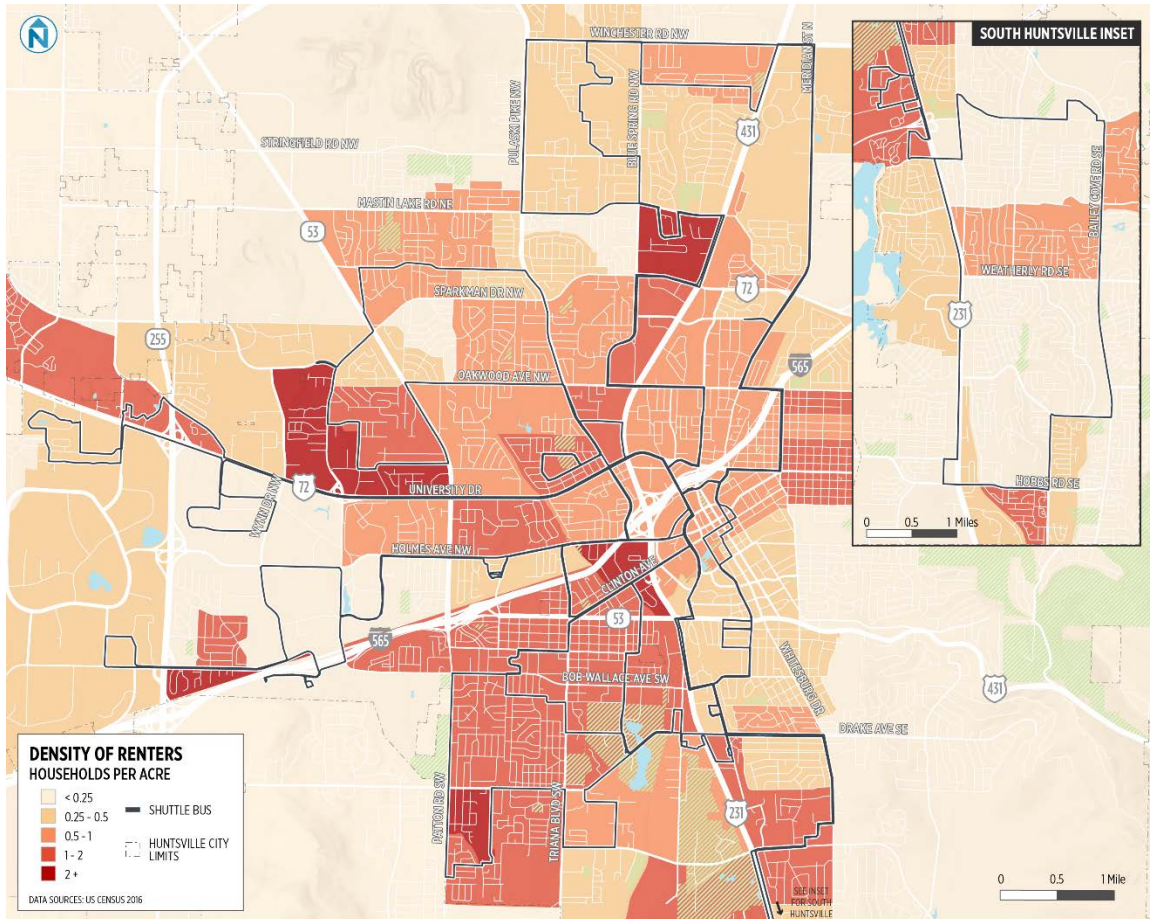 N
WINCHESTER RD NW
MERIDIAN ST N
PULASKI PIKE NW
BLUE SPRING RD NW
431
STRINGFIELD RD NW
MASTIN LAKE RD NE
53
SPARKMAN DR NW
72
255
565
OAKWOOD AVE NW
72
UNIVERSITY DR
WYNN DR NW
HOLMES AVE NW
CLINTON AVE
53
565
BOB WALLACE AVE SW
WHITESBURG DR
431
DRAKE AVE SE
PATTON RD SW
TRIANA BLVD SW
231
SEE INSET
FOR SOUTH
HUNTSVILLE
0 0.5 1 Mile
SOUTH HUNTSVILLE INSET
BAILEY COVE RD SE
WEATHERLY RD SE
231
HOBBS RD SE
0 0.5 1 Miles
DENSITY OF RENTERS
HOUSEHOLDS PER ACRE
< 0.25
0.25 - 0.5
0.5 - 1
1 - 2
2 +
SHUTTLE BUS
HUNTSVILLE CITY
LIMITS
DATA SOURCES: US CENSUS 2016